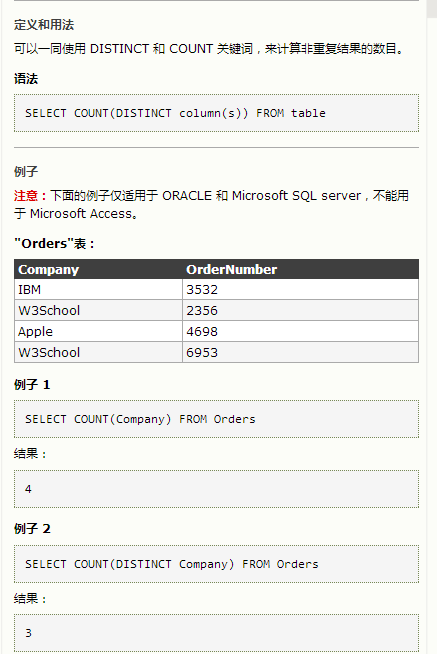 定义和用法
可以一同使用 DISTINCT 和 COUNT 关键词，来计算非重复结果的数目。
语法
SELECT COUNT(DISTINCT column(s)) FROM table
例子
注意：下面的例子仅适用于 ORACLE 和 Microsoft SQL server，不能用
于 Microsoft Access。
"Orders"表：
Company OrderNumber
IBM 3532
W3School 2356
Apple 4698
W3School 6953
例子 1
SELECT COUNT(Company) FROM Orders
结果：
4
例子 2
SELECT COUNT(DISTINCT Company) FROM Orders
结果：
3